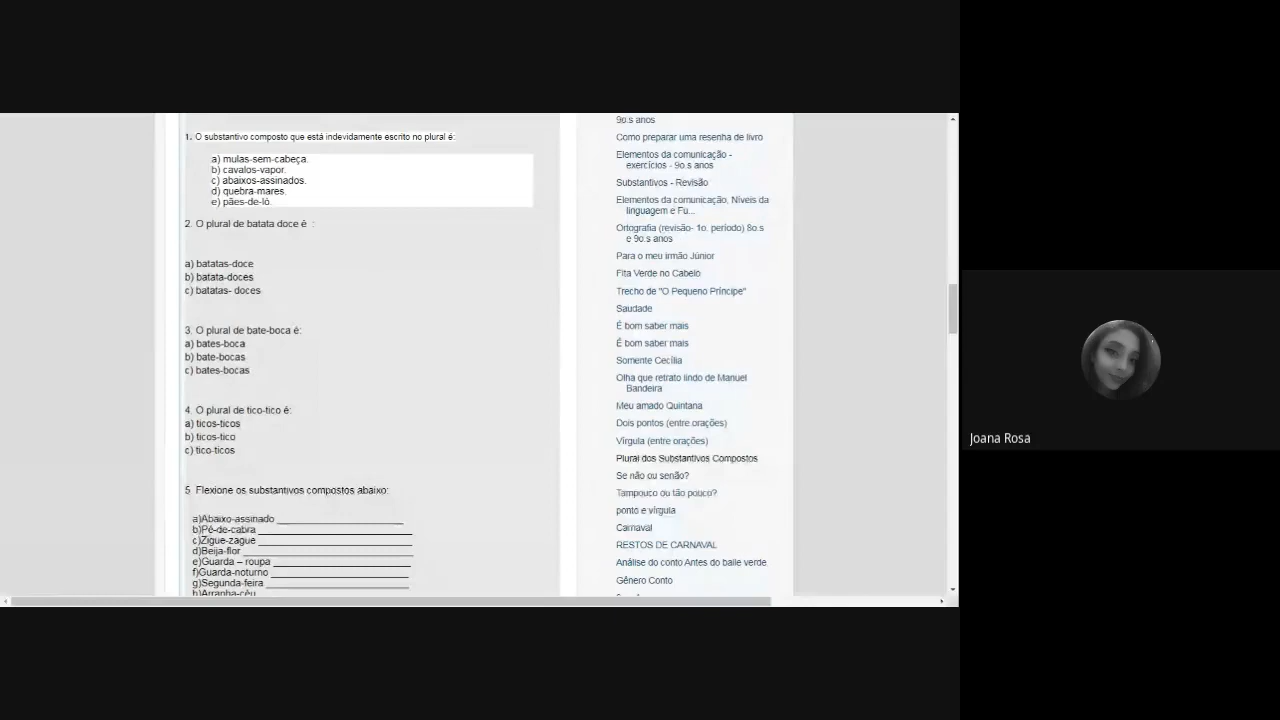 1. O substantivo composto que está indevidamente escrito no plural é:
a) mulas-sem-cabeça.
b) cavalos-vapor.
c) abaixos-assinados.
d) quebra-mares.
e) pães-de-ló.
2. O plural de batata doce é :
a) batatas-doce
b) batata-doces
c) batatas- doces
3. O plural de bate-boca é:
a) bates-boca
b) bate-bocas
c) bates-bocas
4. O plural de tico-tico é:
a) ticos-ticos
b) ticos-tico
c) tico-ticos
5 Flexione os substantivos compostos abaixo:
a)Abaixo-assinado ____________________
b)Pé-de-cabra ____________________
c)Zigue-zague ____________________
d)Beija-flor ____________________
e)Guarda – roupa ____________________
f)Guarda-noturno ____________________
g)Segunda-feira ____________________
h)Arranha-céu
9o.s anos
Como preparar uma resenha de livro
Elementos da comunicação -
exercícios - 9o.s anos
Substantivos - Revisão
Elementos da comunicação, Níveis da
linguagem e Fu...
Ortografia (revisão- 1o. período) 8o.s
e 9o.s anos
Para o meu irmão Júnior
Fita Verde no Cabelo
Trecho de "O Pequeno Príncipe"
Saudade
É bom saber mais
É bom saber mais
Somente Cecília
Olha que retrato lindo de Manuel
Bandeira
Meu amado Quintana
Dois pontos (entre orações)
Vírgula (entre orações)
Plural dos Substantivos Compostos
Se não ou senão?
Tampouco ou tão pouco?
ponto e vírgula
Carnaval
RESTOS DE CARNAVAL
Análise do conto Antes do baile verde
Gênero Conto
Joana Rosa